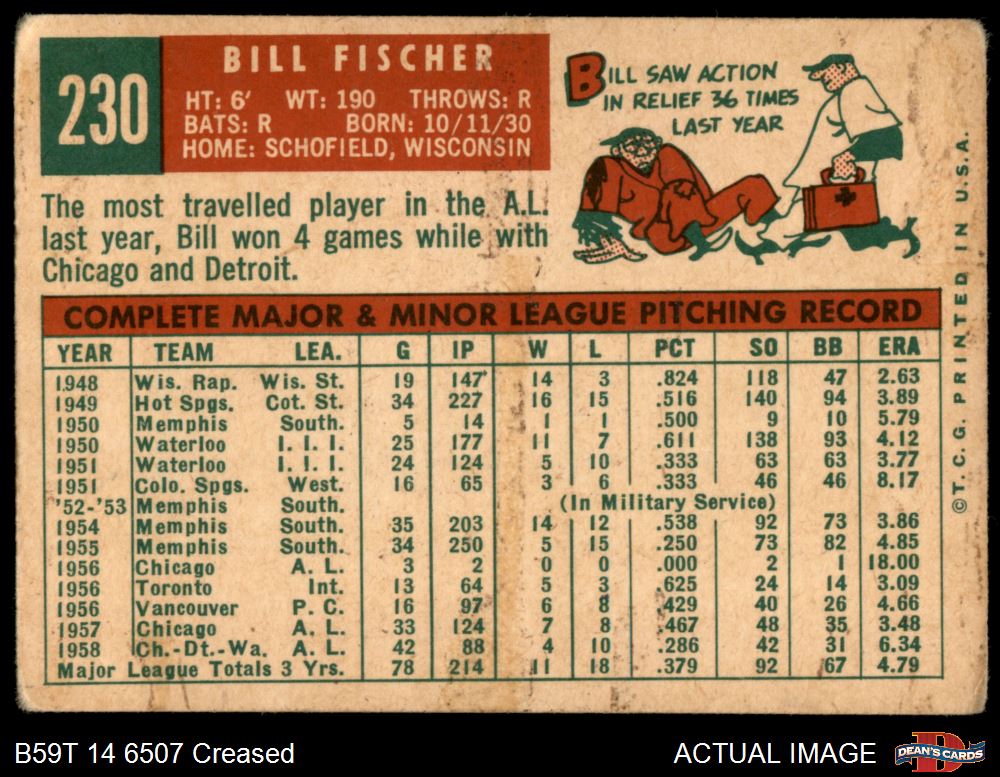 230
BILL FISCHER
HT: 6' WT: 190 THROWS: R
BATS: R BORN: 10/11/30
HOME: SCHOFIELD, WISCONSIN
BILL SAW ACTION
IN RELIEF 36 TIMES
LAST YEAR
The most travelled player in the A.L.
last year, Bill won 4 games while with
Chicago and Detroit.
COMPLETE MAJOR & MINOR LEAGUE PITCHING RECORD
YEAR TEAM LEA. G IP W L PCT SO BB ERA
1948 Wis. Rap. Wis. St. 19 147 14 3 .824 118 47 2.63
1949 Hot Spgs. Cot. St. 34 227 16 15 .516 140 94 3.89
1950 Memphis South. 5 14 1 1 .500 9 10 5.79
1950 Waterloo I. I. I. 25 177 11 7 .611 138 93 4.12
1951 Waterloo I. I. I. 24 124 5 10 .333 63 63 3.77
1951 Colo. Spgs. West. 16 65 3 6 .333 46 46 8.17
'52-'53 Memphis South. (In Military Service)
1954 Memphis South. 35 203 14 12 .538 92 73 3.86
1955 Memphis South. 34 250 5 15 .250 73 82 4.85
1956 Chicago A. L. 3 2 0 0 .000 2 1 18.00
1956 Toronto Int. 13 64 5 3 .625 24 14 3.09
1956 Vancouver P. C. 16 97 6 8 .429 40 26 4.66
1957 Chicago A. L. 33 124 7 8 .467 48 35 3.48
1958 Ch.-Dt.-Wa. A. L. 42 88 4 10 .286 42 31 6.34
Major League Totals 3 Yrs. 78 214 11 18 .379 92 67 4.79
© T. C. G. PRINTED IN U.S.A.
B59T 14 6507 Creased
ACTUAL IMAGE
DEAN'S CARDS